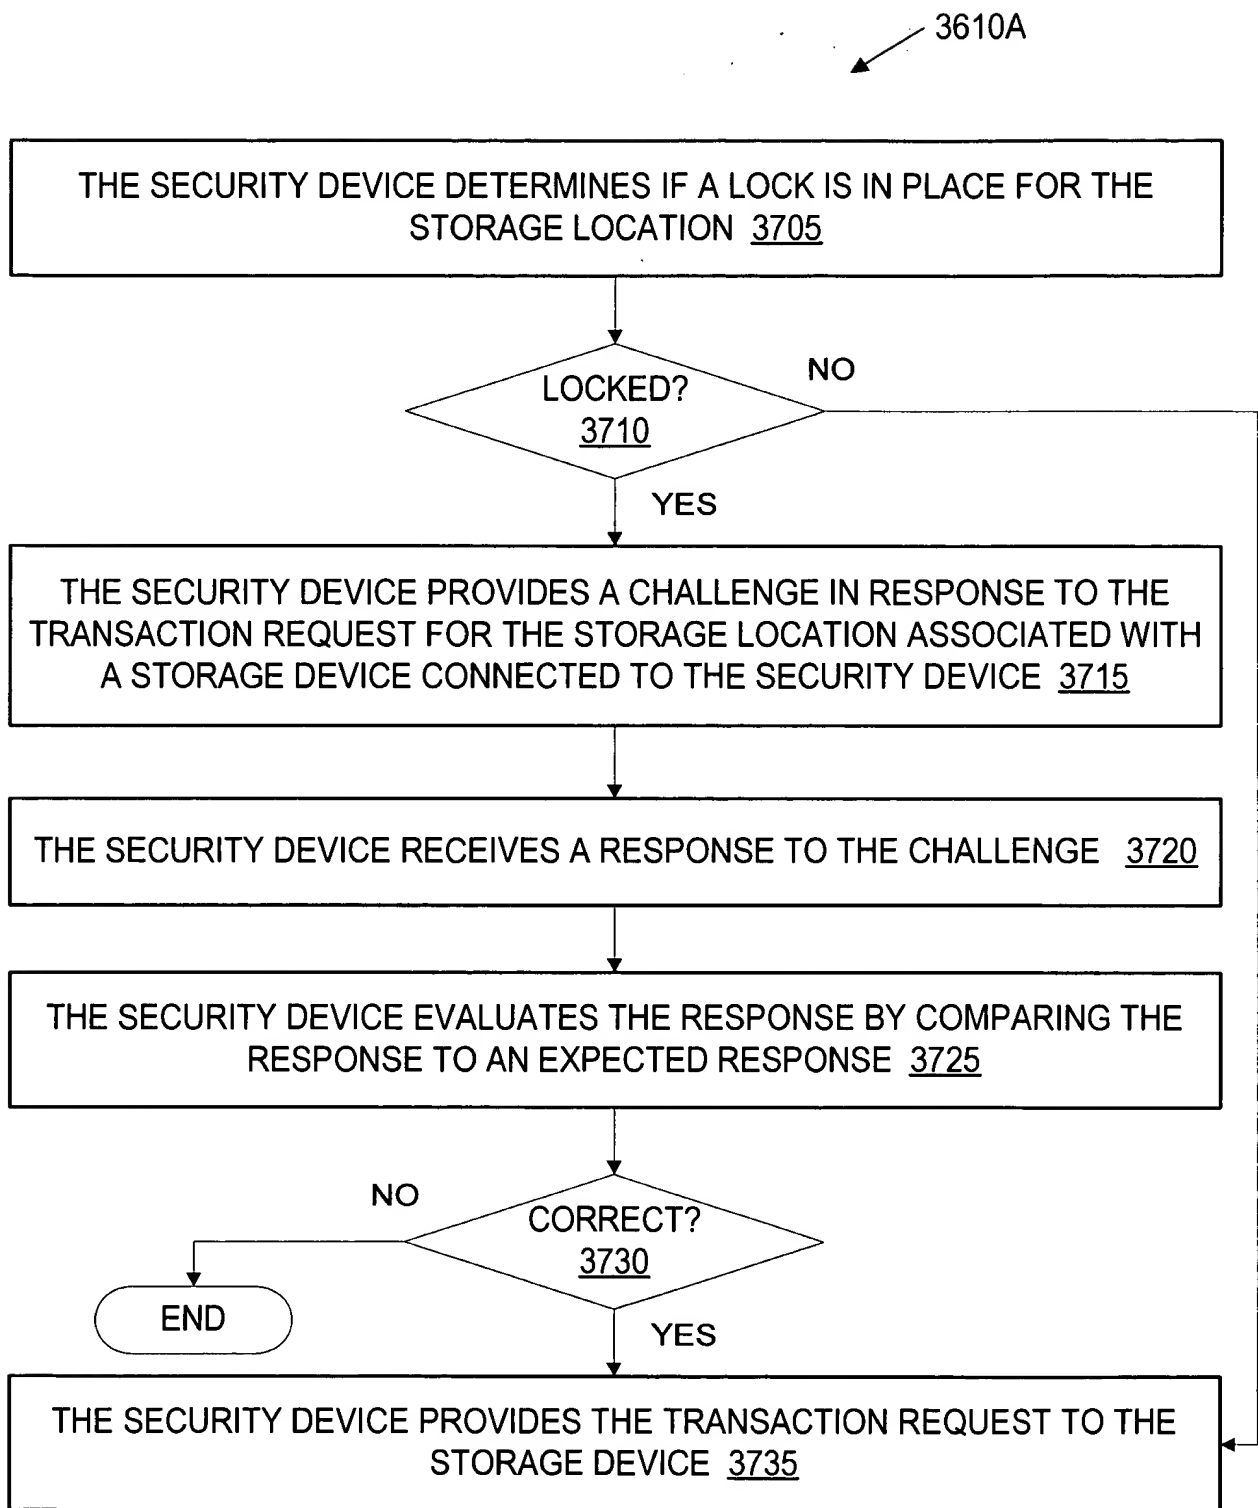 3610A
THE SECURITY DEVICE DETERMINES IF A LOCK IS IN PLACE FOR THE
STORAGE LOCATION 3705
LOCKED?
3710
NO
YES
THE SECURITY DEVICE PROVIDES A CHALLENGE IN RESPONSE TO THE
TRANSACTION REQUEST FOR THE STORAGE LOCATION ASSOCIATED WITH
A STORAGE DEVICE CONNECTED TO THE SECURITY DEVICE 3715
THE SECURITY DEVICE RECEIVES A RESPONSE TO THE CHALLENGE 3720
THE SECURITY DEVICE EVALUATES THE RESPONSE BY COMPARING THE
RESPONSE TO AN EXPECTED RESPONSE 3725
NO
CORRECT?
3730
END
YES
THE SECURITY DEVICE PROVIDES THE TRANSACTION REQUEST TO THE
STORAGE DEVICE 3735